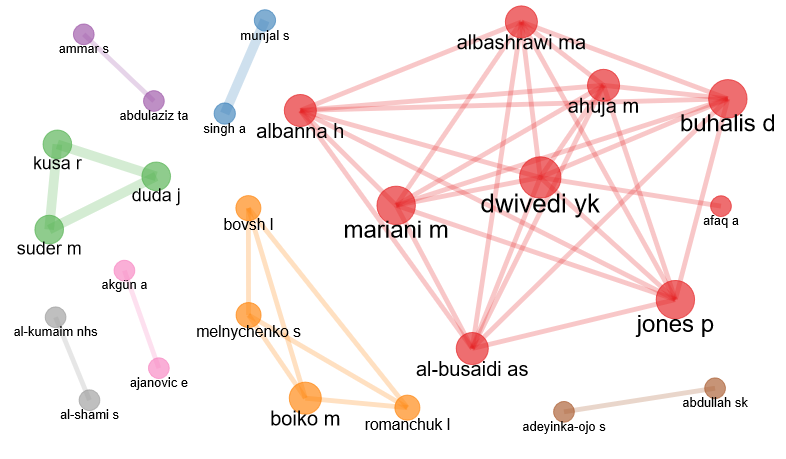 munjal s
albashrawi ma
ammar s
ahuja m
abdulaziz ta
buhalis d
singh a
albanna h
kusa r
duda j
dwivedi yk
afaq a
bovsh l
mariani m
suder m
akgün a
jones p
al-kumaim nhs
melnychenko s
al-busaidi as
ajanovic e
abdullah sk
al-shami s
boiko m
romanchuk l
adeyinka-ojo s